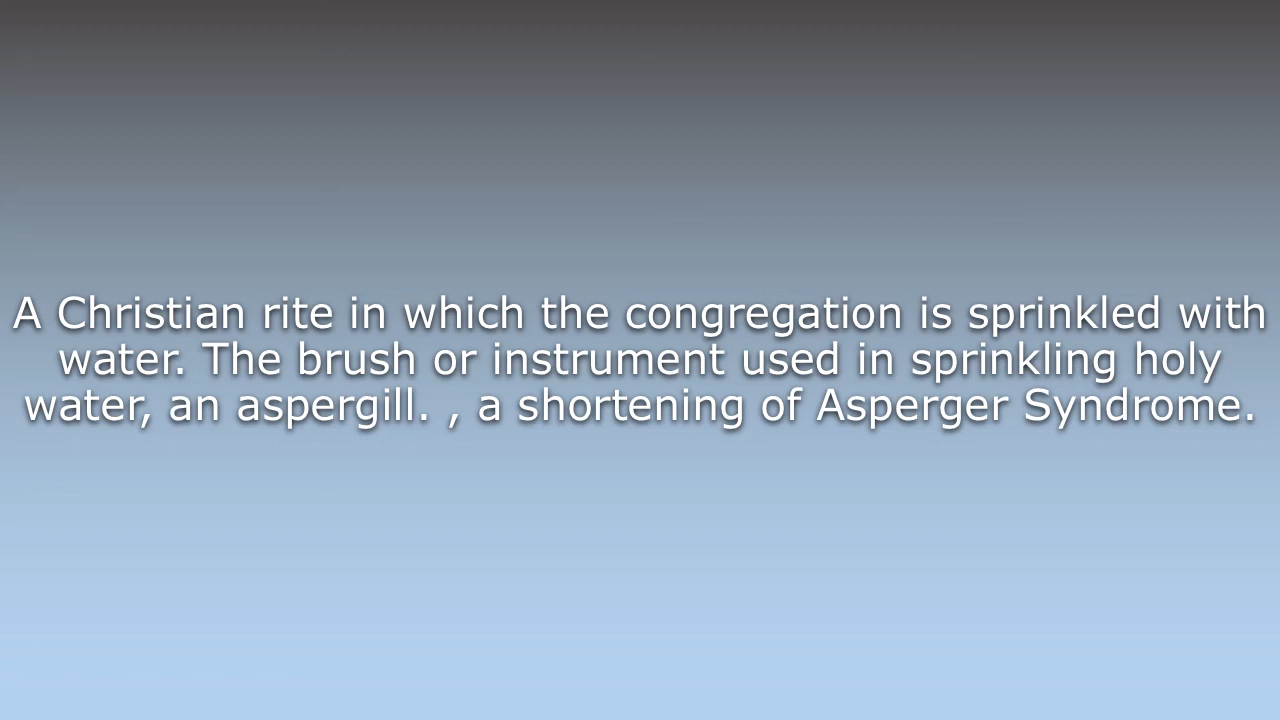 A Christian rite in which the congregation is sprinkled with
water. The brush or instrument used in sprinkling holy
water, an aspergill. , a shortening of Asperger Syndrome.